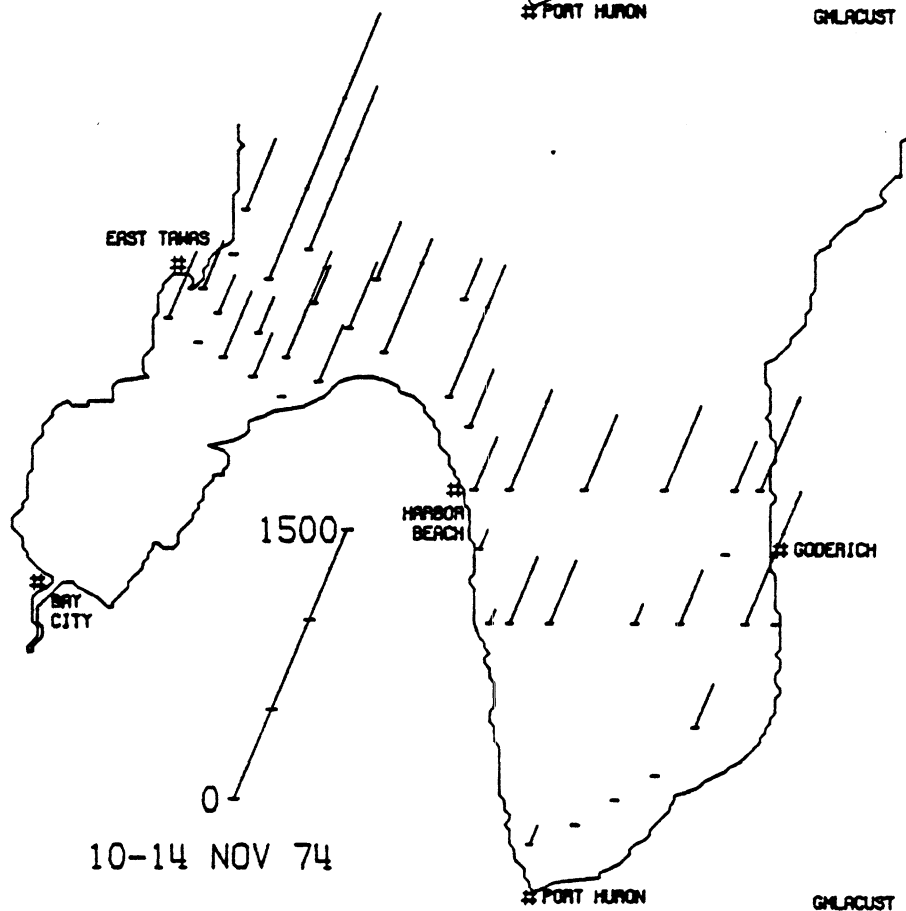 # PORT HURON
GMLACUST
EAST TAWAS
#
HARBOR
BEACH
#
1500
# GODERICH
#
BAY
CITY
0
10-14 NOV 74
# PORT HURON
GMLACUST